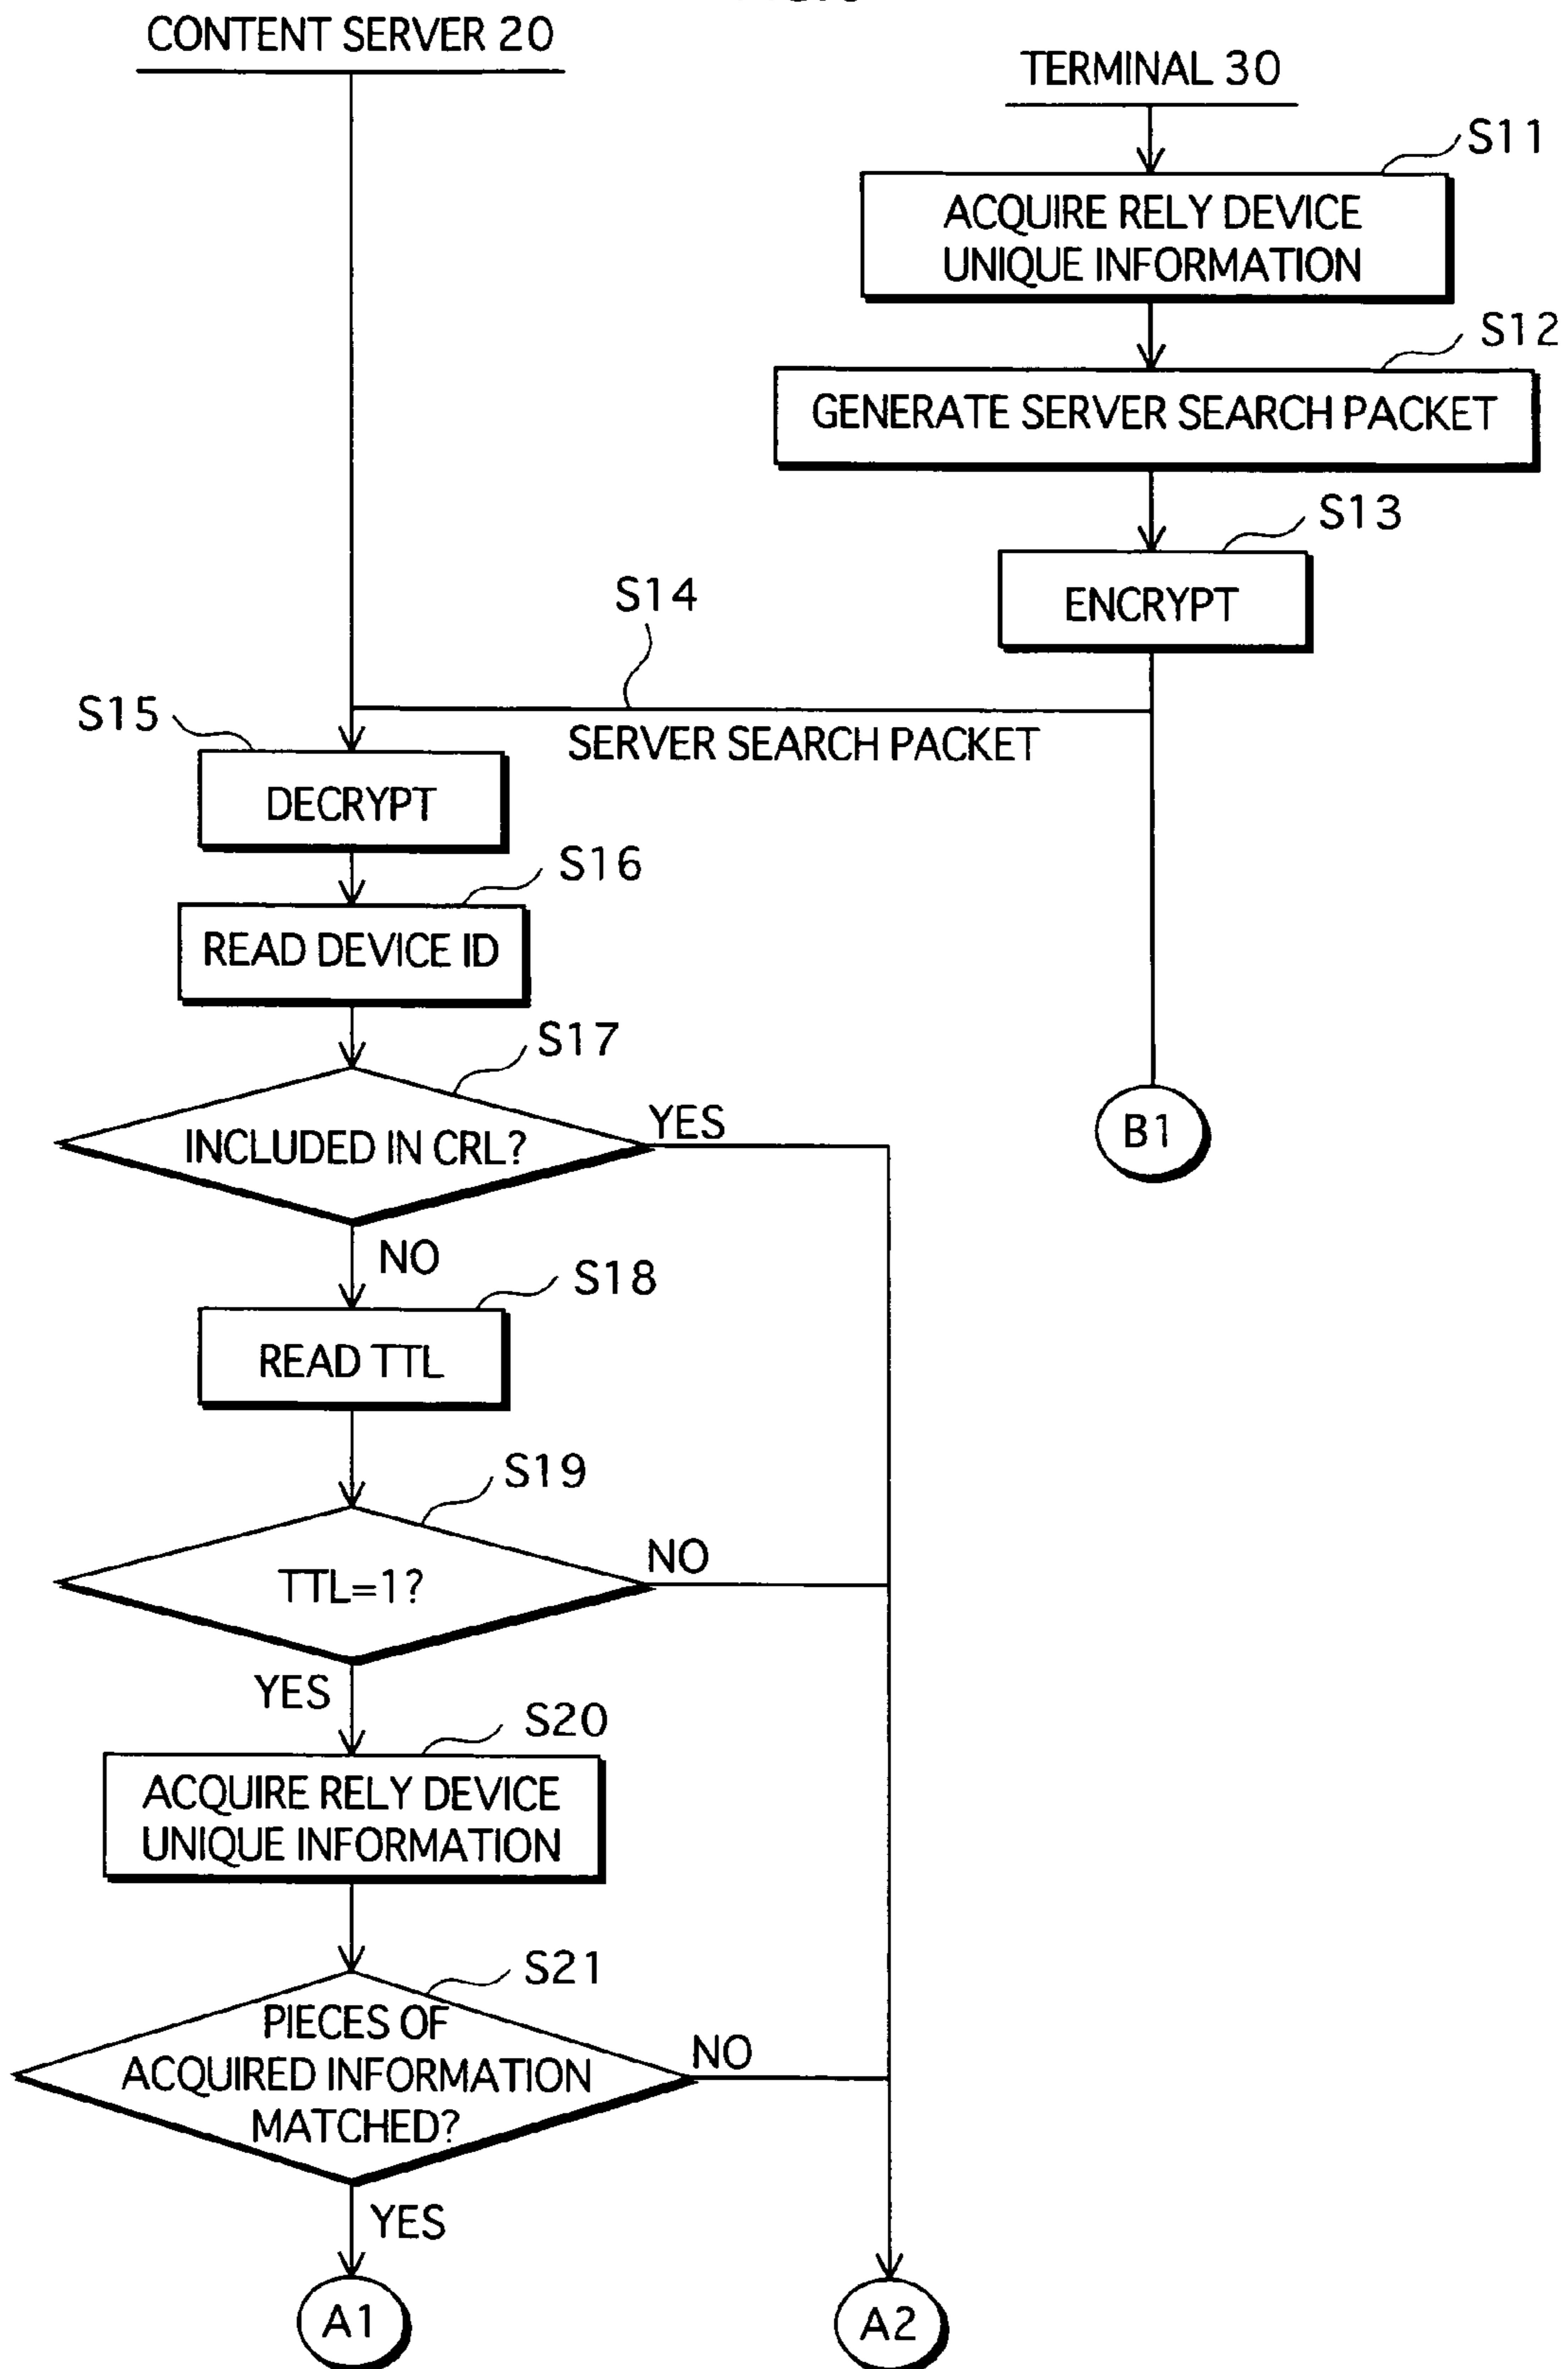 CONTENT SERVER 20
TERMINAL 30
S11
ACQUIRE RELY DEVICE
UNIQUE INFORMATION
S12
GENERATE SERVER SEARCH PACKET
S13
ENCRYPT
S14
SERVER SEARCH PACKET
S15
DECRYPT
S16
READ DEVICE ID
S17
INCLUDED IN CRL?
YES
B1
NO
S18
READ TTL
S19
TTL=1?
NO
YES
S20
ACQUIRE RELY DEVICE
UNIQUE INFORMATION
S21
PIECES OF
ACQUIRED INFORMATION
MATCHED?
NO
YES
A1
A2